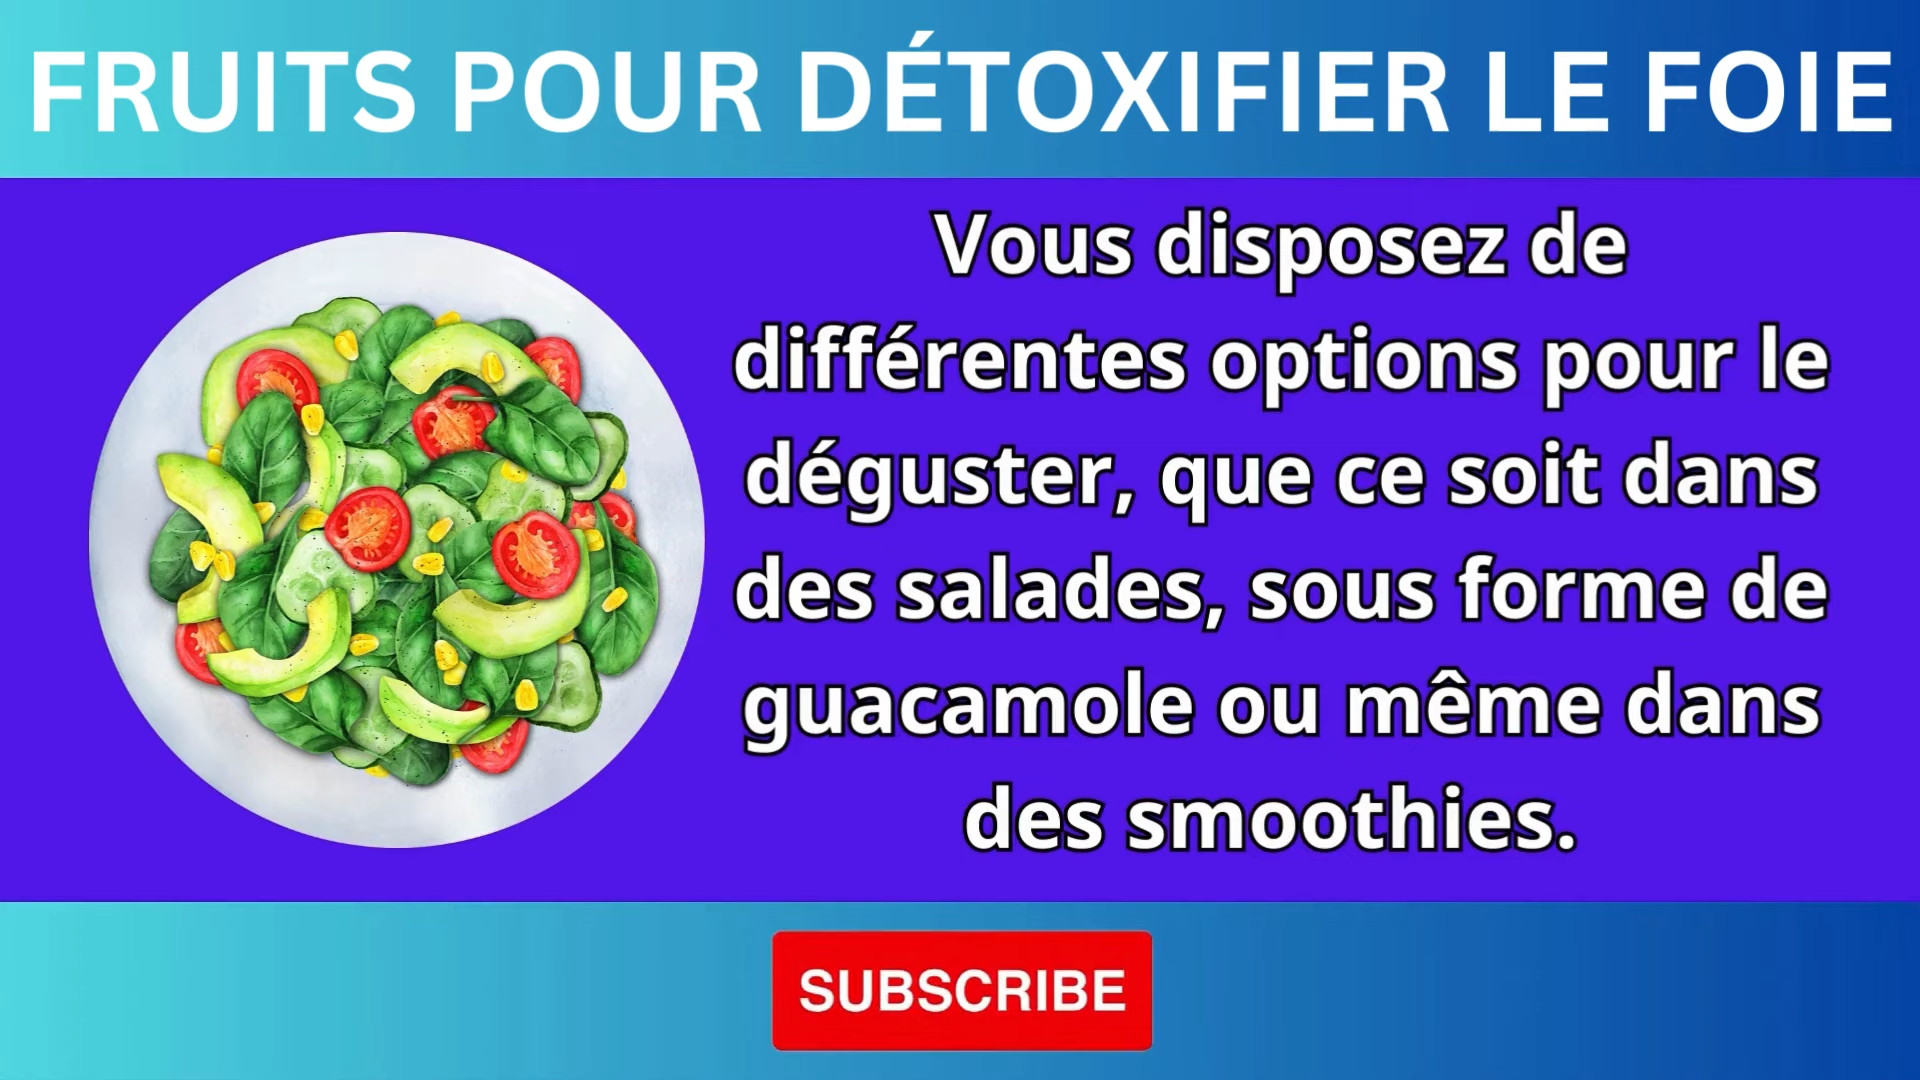 FRUITS POUR DÉTOXIFIER LE FOIE
Vous disposez de
différentes options pour le
déguster, que ce soit dans
des salades, sous forme de
guacamole ou même dans
des smoothies.
SUBSCRIBE